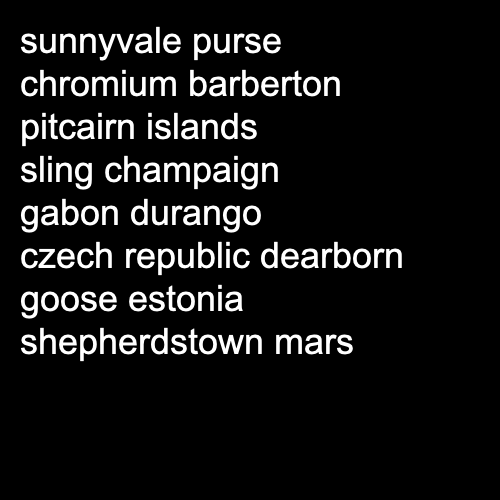 sunnyvale purse
chromium barberton
pitcairn islands
sling champaign
gabon durango
czech republic dearborn
goose estonia
shepherdstown mars